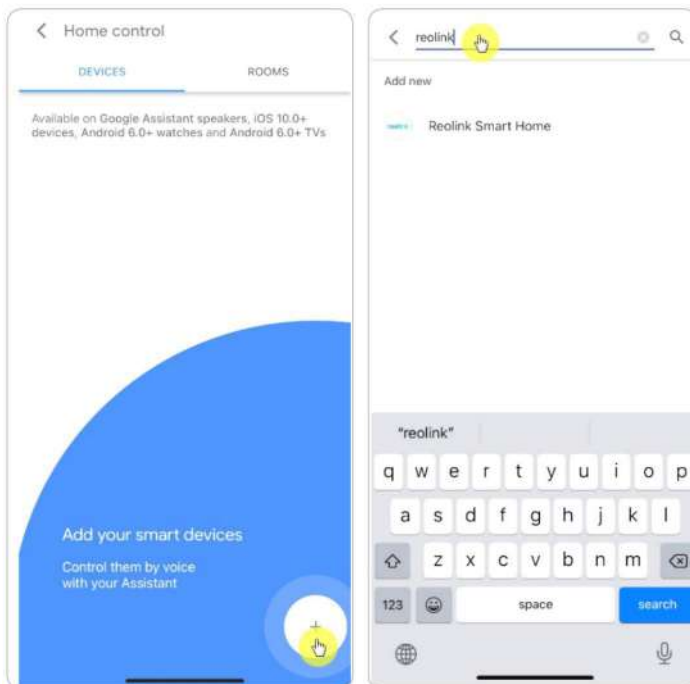 Home control
DEVICES
ROOMS
Available on Google Assistant speakers, iOS 10.0+
devices, Android 6.0+ watches and Android 6.0+ TVs
Add your smart devices
Control them by voice
with your Assistant
+
reolink
Add new
Reolink Smart Home
"reolink"
q w e r t y u i o p
a s d f g h j k l
z x c v b n m
123 space search